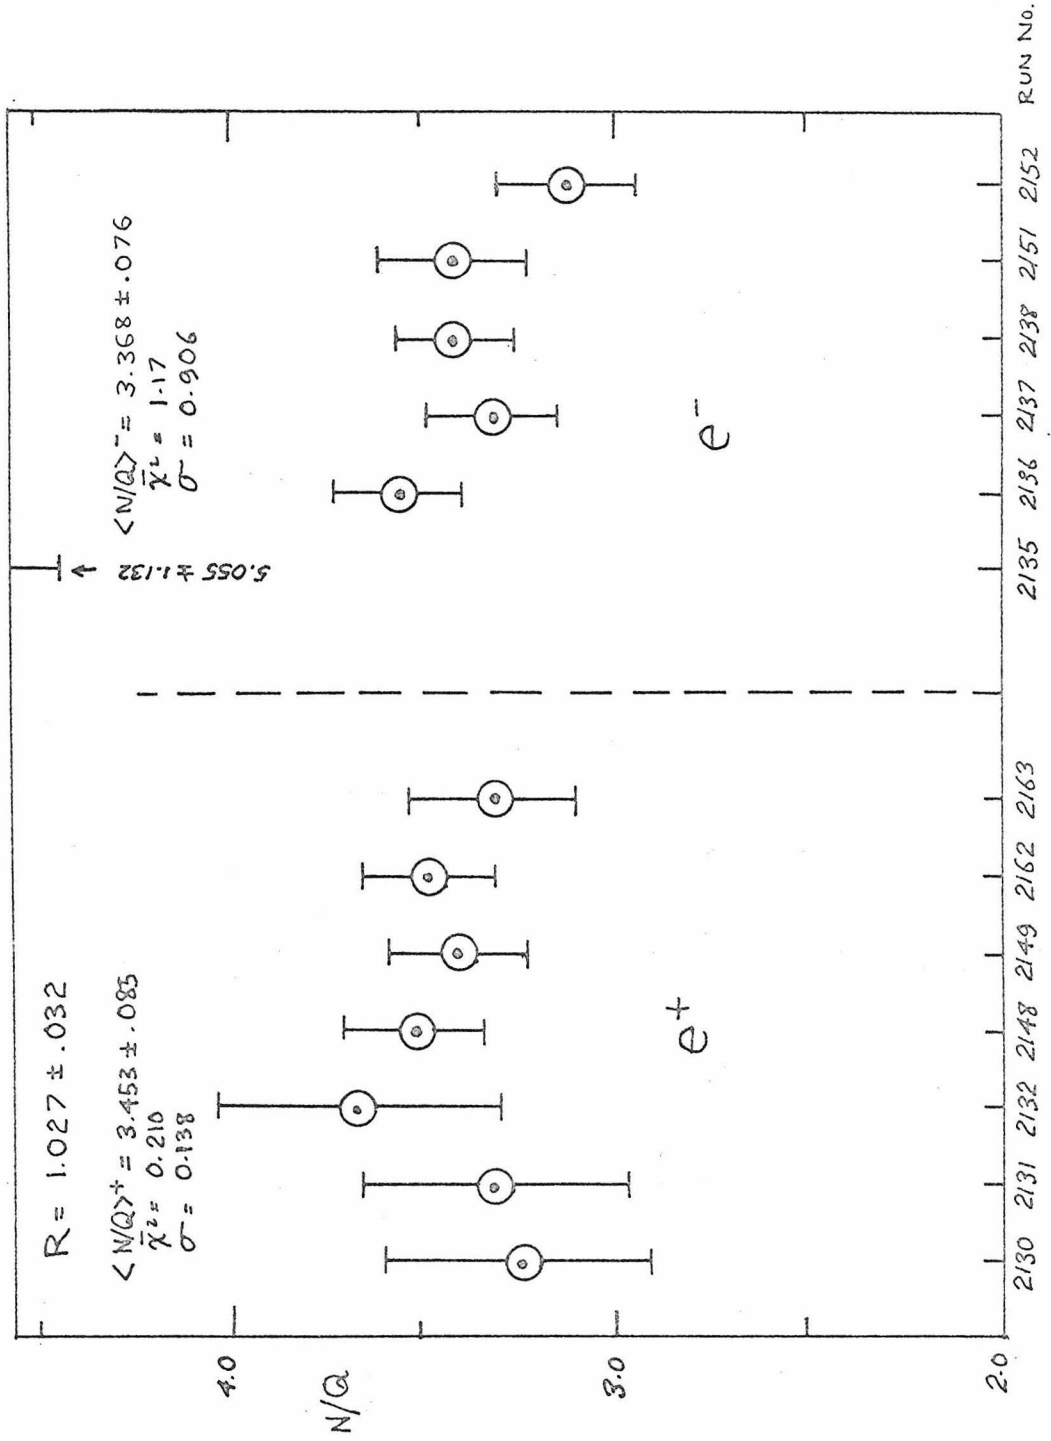 R = 1.027 ± .032
<N/Q>⁺ = 3.453 ± .083
χ̄² = 0.210
σ = 0.138
<N/Q>⁻ = 3.368 ± .076
χ̄² = 1.17
σ = 0.906
5.055 ± 1.132
4.0
N/Q
3.0
2.0
e⁺
e⁻
2130 2131 2132 2148 2149 2162 2163 2135 2136 2137 2138 2151 2152 RUN No.